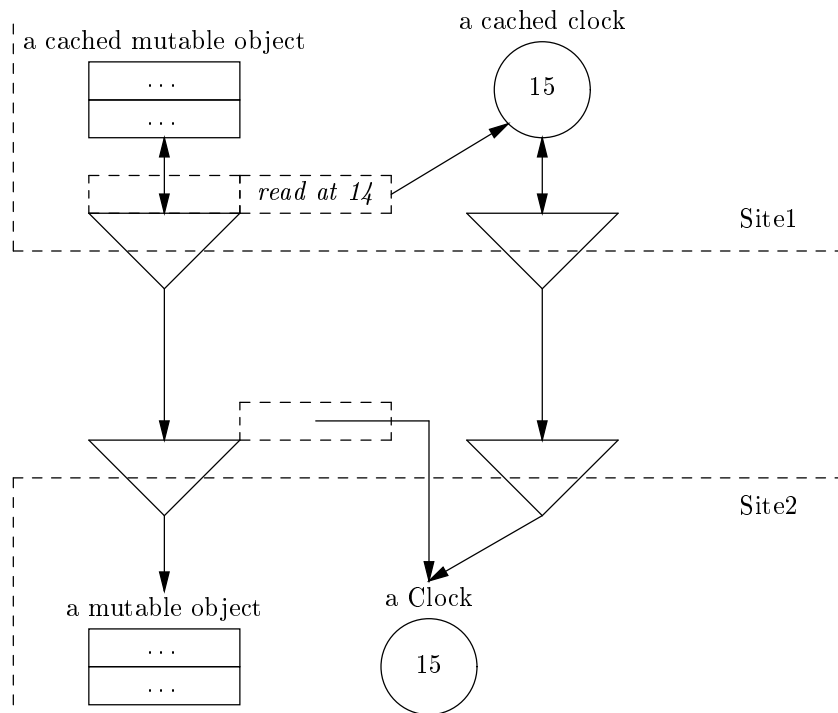 a cached clock
a cached mutable object
...
15
...
read at 14
Site1
Site2
a Clock
a mutable object
...
15
...